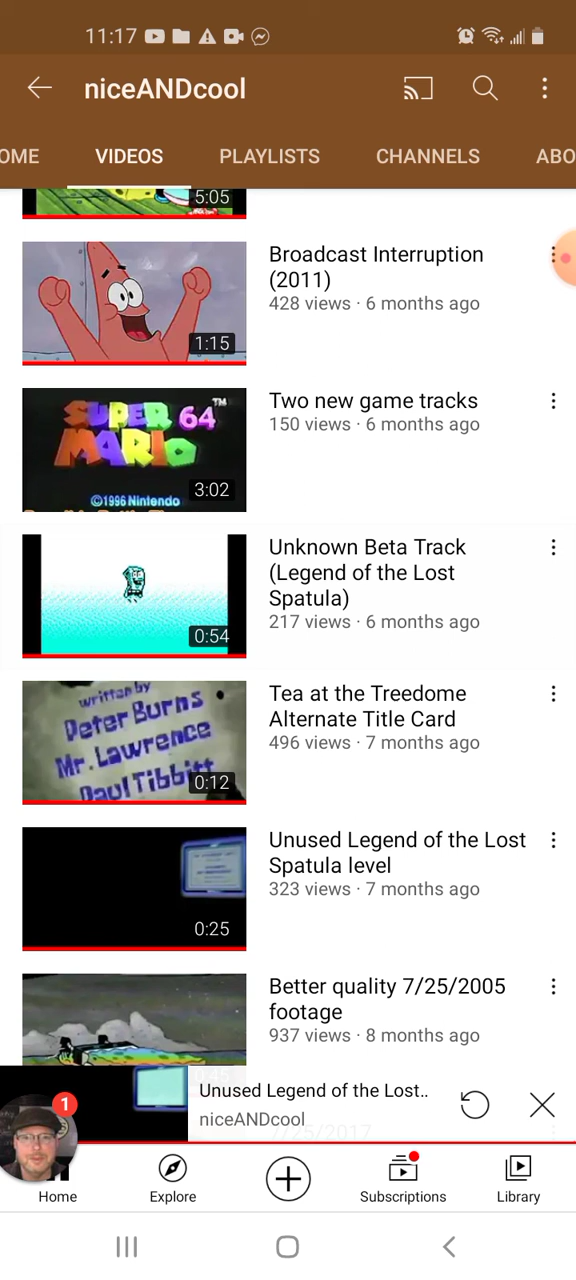 11:17
niceANDcool
OME VIDEOS PLAYLISTS CHANNELS ABO
5:05
Broadcast Interruption
(2011)
428 views · 6 months ago
1:15
SUPER
MARIO 64™
©1996 Nintendo
3:02
Two new game tracks
150 views · 6 months ago
Unknown Beta Track
(Legend of the Lost
Spatula)
217 views · 6 months ago
0:54
written by
Peter Burns
Mr. Lawrence
Paul Tibbitt
0:12
Tea at the Treedome
Alternate Title Card
496 views · 7 months ago
Unused Legend of the Lost
Spatula level
323 views · 7 months ago
0:25
Better quality 7/25/2005
footage
937 views · 8 months ago
Unused Legend of the Lost..
niceANDcool
7/25/2017
1
Home Explore Subscriptions Library